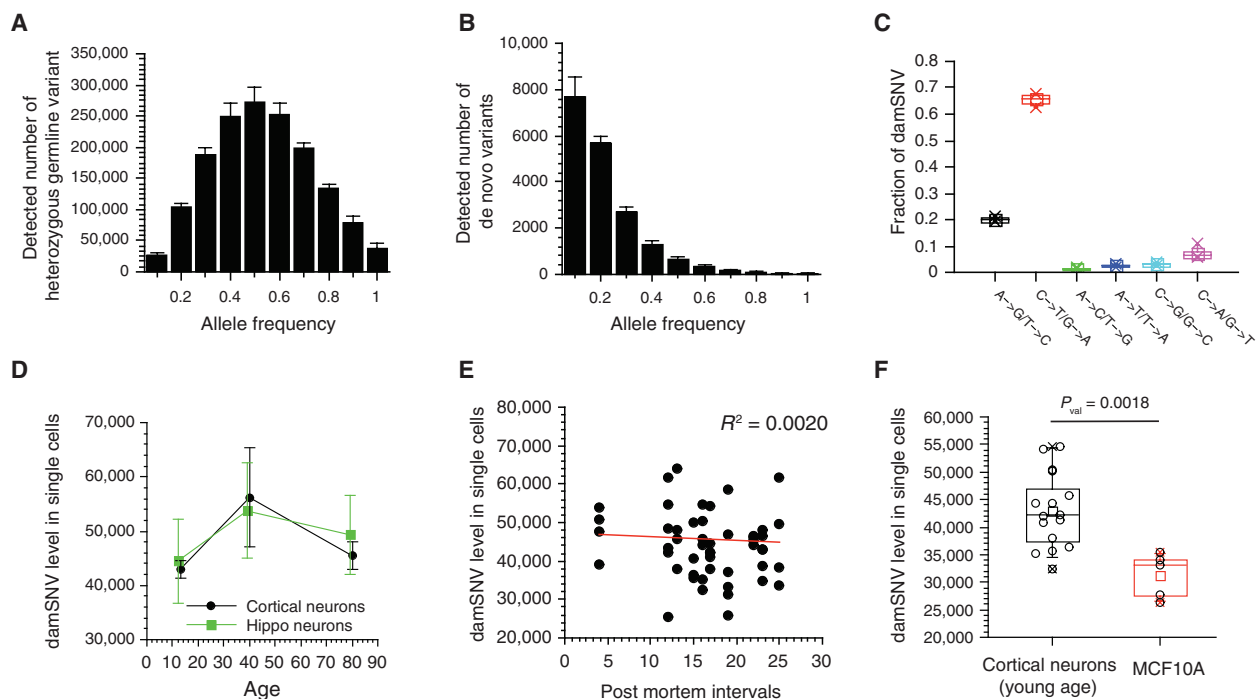 A
Detected number of
heterozygous germline variant
350,000
300,000
250,000
200,000
150,000
100,000
50,000
0
0.2
0.4
0.6
0.8
1
Allele frequency
B
Detected number of
de novo variants
10,000
8000
6000
4000
2000
0
0.2
0.4
0.6
0.8
1
Allele frequency
C
Fraction of damSNV
0.8
0.7
0.6
0.5
0.4
0.3
0.2
0.1
0
A->G/T->C
C->T/G->A
A->C/T->G
A->T/T->A
C->G/G->C
C->A/G->T
D
damSNV level in single cells
70,000
60,000
50,000
40,000
30,000
0 10 20 30 40 50 60 70 80 90
Age
Cortical neurons
Hippo neurons
E
damSNV level in single cells
80,000
70,000
60,000
50,000
40,000
30,000
20,000
0 5 10 15 20 25 30
Post mortem intervals
R² = 0.0020
F
damSNV level in single cells
60,000
55,000
50,000
45,000
40,000
35,000
30,000
25,000
20,000
Pval = 0.0018
Cortical neurons
(young age)
MCF10A